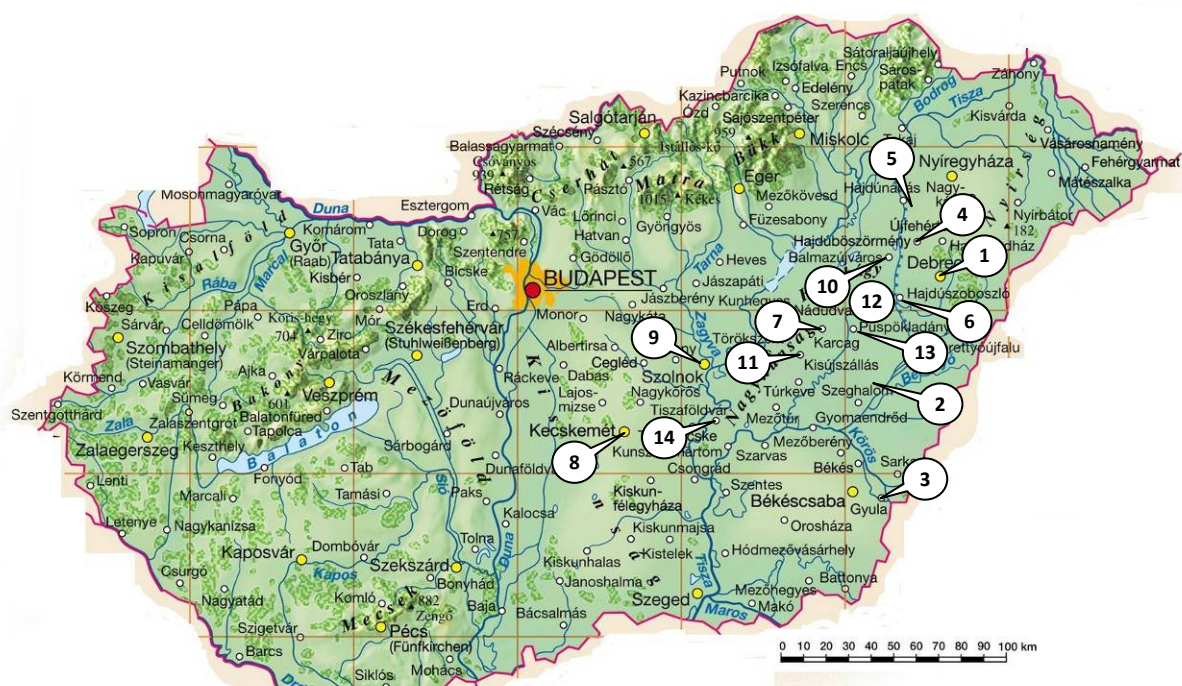 Sátoraljaújhely
Putnok
Izsófalva
Encs
Sáros-
patak
Záhony
Edelény
Kazincbarcika
Bodrog
Tisza
Ózd
Szerencs
Kisvárda
Salgótarján
Sajószentpéter
Szécsény
959
Miskolc
Balassagyarmat
Istállós-kő
Bükk
Vásárosnamény
Csóványos
939
567
Nyíregyháza
Fehérgyarmat
Rétság
Cserhát
Pásztó
Mátra
Eger
5
Mátészalka
Mosonmagyaróvár
1015
Kékes
Mezőkövesd
Hajdúnánás
Nagy-
Duna
Esztergom
Vác
Lőrinci
Füzesabony
4
Nyírbátor
Sopron
Csorna
Komárom
Dorog
757
Gyöngyös
182
Kisalföld
Győr
(Raab)
Tata
Szentendre
Hatvan
Hajdúböszörmény
Kapuvár
Tatabánya
Gödöllő
Tarna
Heves
Balmazújváros
1
Rába
Marcal
Kisbér
Bicske
BUDAPEST
Jászapáti
10
Kőszeg
Oroszlány
Jászberény
Kunhegyes
12
Hajdúszoboszló
Pápa
Kőris-hegy
704
Mór
Erd
Monor
Nagykáta
7
6
Sárvár
Celldömölk
Zirc
Székesfehérvár
(Stuhlweißenberg)
Püspökladány
Szombathely
(Steinamanger)
Várpalota
Albertirsa
9
Zagyva
Karcag
13
Cegléd
11
Kisújszállás
Körmend
Vasvár
Ajka
Bakony
Mezőföld
Ráckeve
Dabas
Szolnok
Sümeg
601
Veszprém
Lajos-
mizse
Nagykőrös
Túrkeve
Szeghalom
2
Szentgotthárd
Balatonfüred
Dunaújváros
Tiszaföldvár
Mezőtúr
Zala
Zalaszentgrot
Tapolca
Gyomaendrőd
Keszthely
Balaton
Sárbogárd
Kecskemét
14
Mezőberény
Körös
Zalaegerszeg
8
Szarvas
Lenti
Fonyód
Tab
Csongrád
Békés
3
Marcali
Tamási
Sió
Paks
Kiskun-
félegyháza
Szentes
Békéscsaba
Gyula
Letenye
Nagykanizsa
Kalocsa
Orosháza
Dombóvár
Tolna
Duna
Kiskunmajsa
Kaposvár
Kiskunhalas
Kistelek
Hódmezővásárhely
Kapos
Szekszárd
Csurgó
Bonyhád
Janoshalma
Tisza
Battonya
Nagyatád
Komló
882
Zengő
Baja
Szeged
Mezőhegyes
Mecsek
Bácsalmás
Maros
Makó
Szigetvár
Pécs
(Fünfkirchen)
Barcs
Mohács
Siklós
0 10 20 30 40 50 60 70 80 90 100 km